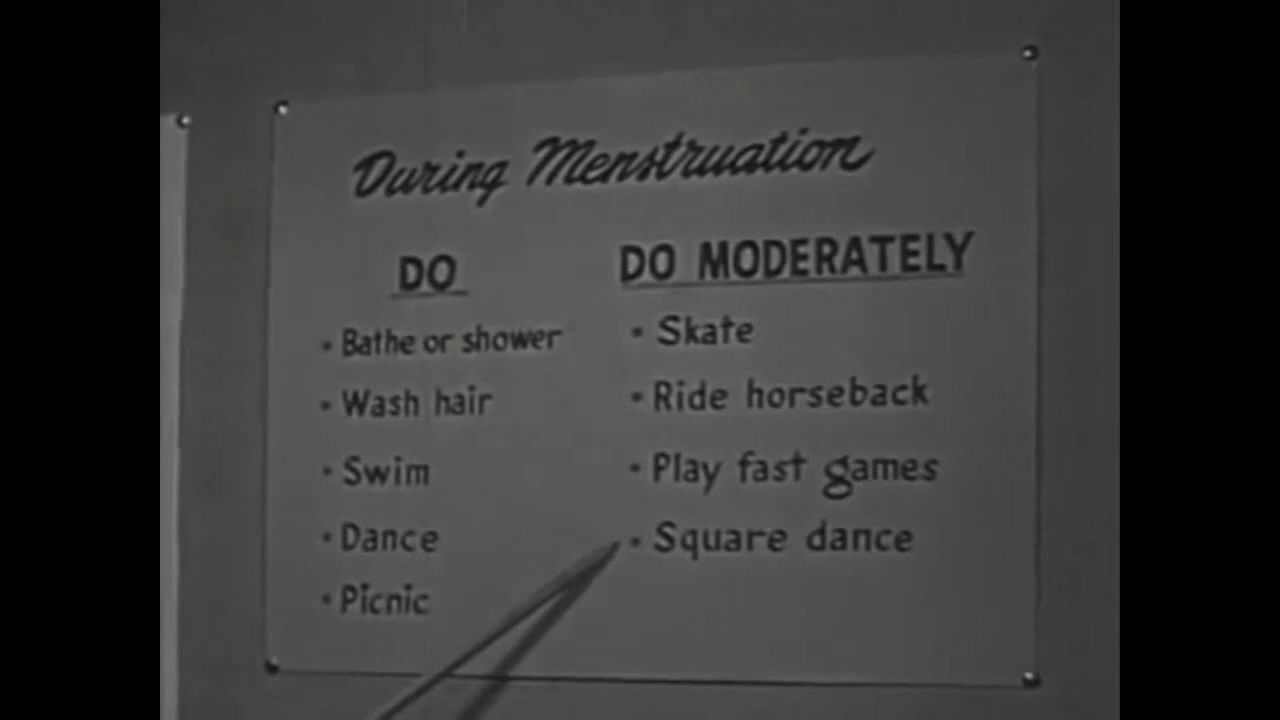 During Menstruation
DO
• Bathe or shower
• Wash hair
• Swim
• Dance
• Picnic
DO MODERATELY
• Skate
• Ride horseback
• Play fast games
• Square dance